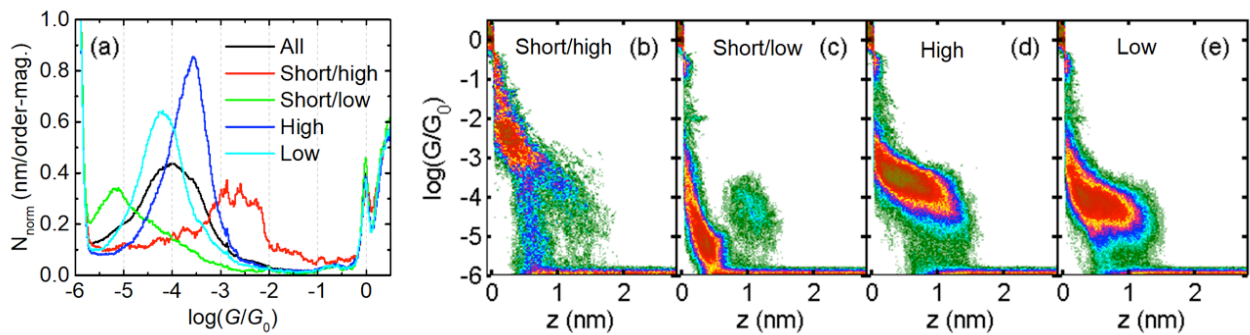 (a)
All
Short/high
Short/low
High
Low
N_norm (nm/order-mag.)
1.0
0.8
0.6
0.4
0.2
0.0
-6 -5 -4 -3 -2 -1 0
log(G/G₀)
Short/high (b)
Short/low (c)
High (d)
Low (e)
log(G/G₀)
0
-1
-2
-3
-4
-5
-6
0 1 2
0 1 2
0 1 2
0 1 2
z (nm)
z (nm)
z (nm)
z (nm)